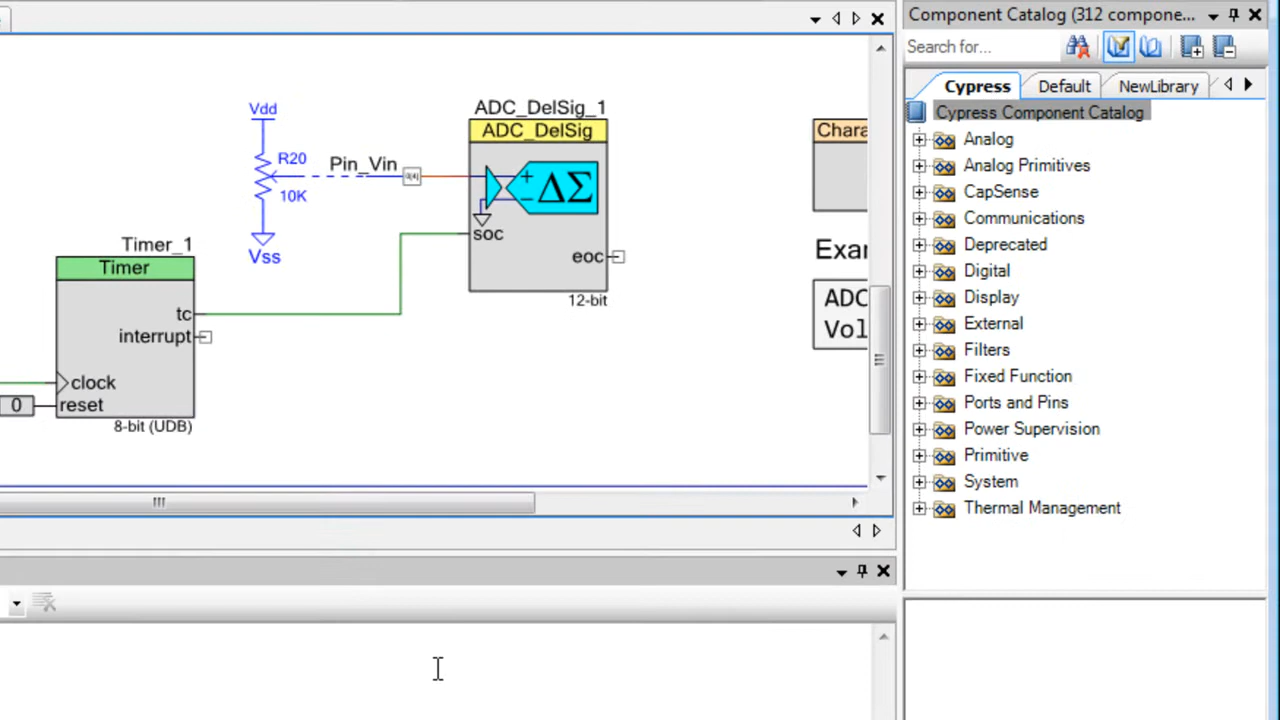 Component Catalog (312 compone...
Search for...
Cypress
Default
NewLibrary
Cypress Component Catalog
Analog
Analog Primitives
CapSense
Communications
Deprecated
Digital
Display
External
Filters
Fixed Function
Ports and Pins
Power Supervision
Primitive
System
Thermal Management
Vdd
R20
10K
Vss
Pin_Vin
ADC_DelSig_1
ADC_DelSig
+
ΔΣ
−
soc
eoc
12-bit
Timer_1
Timer
tc
interrupt
clock
0
reset
8-bit (UDB)
Chara
Exa
ADC
Vol